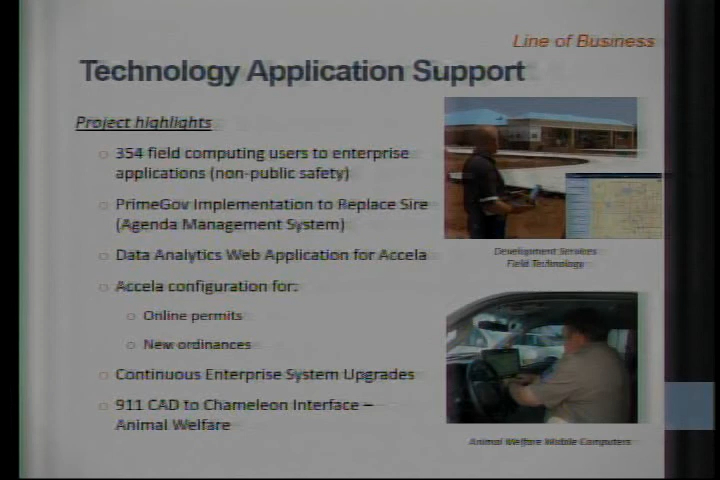 Line of Business
Technology Application Support
Project highlights
354 field computing users to enterprise
applications (non-public safety)
PrimeGov Implementation to Replace Sire
(Agenda Management System)
Data Analytics Web Application for Accela
Accela configuration for:
Online permits
New ordinances
Continuous Enterprise System Upgrades
911 CAD to Chameleon Interface –
Animal Welfare
Development Services
Field Technology
Animal Welfare Mobile Computers